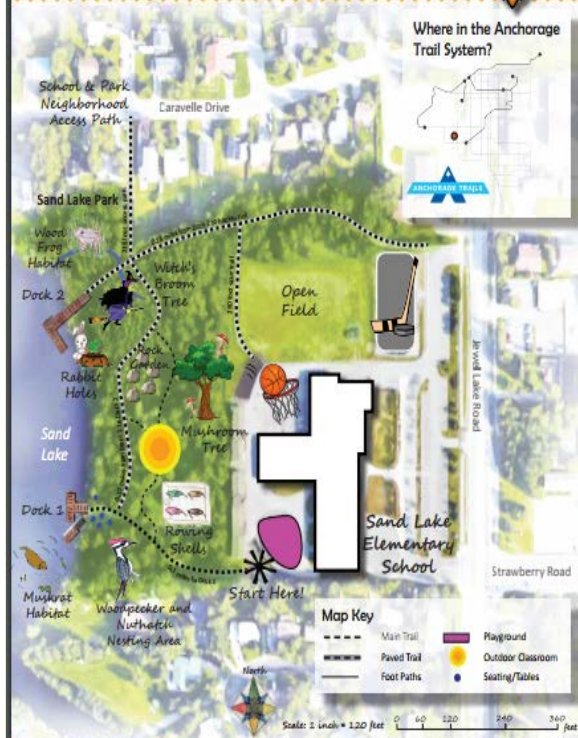 Where in the Anchorage
Trail System?
ANCHORAGE TRAILS
School & Park
Neighborhood
Access Path
Caravelle Drive
Sand Lake Park
Wood
Frog
Habitat
Witch's
Broom
Tree
Dock 2
Open
Field
Jewel Lake Road
Rock
Garden
Rabbit
Holes
Mushroom
Tree
Sand
Lake
Dock 1
Rowing
Shells
Sand Lake
Elementary
School
Strawberry Road
Muskrat
Habitat
Woodpecker and
Nuthatch
Nesting Area
Start Here!
Map Key
Main Trail
Playground
Paved Trail
Outdoor Classroom
Foot Paths
Seating/Tables
North
Scale: 1 inch = 120 feet
0 60 120 240 360
feet